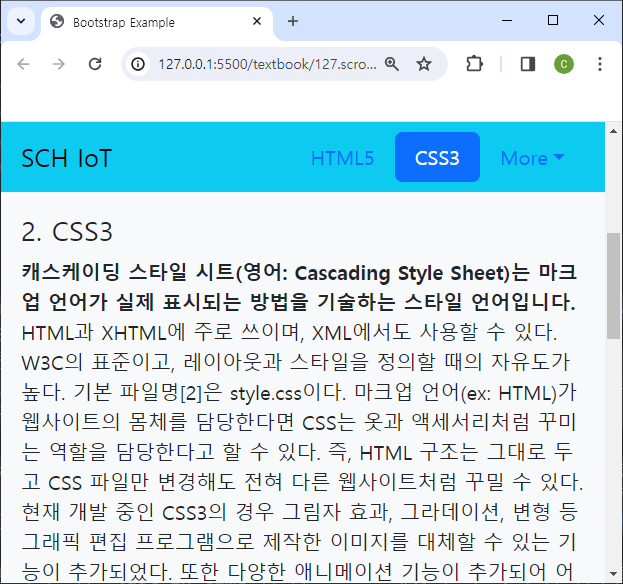 Bootstrap Example
127.0.0.1:5500/textbook/127.scro...
C
SCH IoT
HTML5
CSS3
More
2. CSS3
캐스케이딩 스타일 시트(영어: Cascading Style Sheet)는 마크
업 언어가 실제 표시되는 방법을 기술하는 스타일 언어입니다.
HTML과 XHTML에 주로 쓰이며, XML에서도 사용할 수 있다.
W3C의 표준이고, 레이아웃과 스타일을 정의할 때의 자유도가
높다. 기본 파일명[2]은 style.css이다. 마크업 언어(ex: HTML)가
웹사이트의 몸체를 담당한다면 CSS는 옷과 액세서리처럼 꾸미
는 역할을 담당한다고 할 수 있다. 즉, HTML 구조는 그대로 두
고 CSS 파일만 변경해도 전혀 다른 웹사이트처럼 꾸밀 수 있다.
현재 개발 중인 CSS3의 경우 그림자 효과, 그라데이션, 변형 등
그래픽 편집 프로그램으로 제작한 이미지를 대체할 수 있는 기
능이 추가되었다. 또한 다양한 애니메이션 기능이 추가되어 어